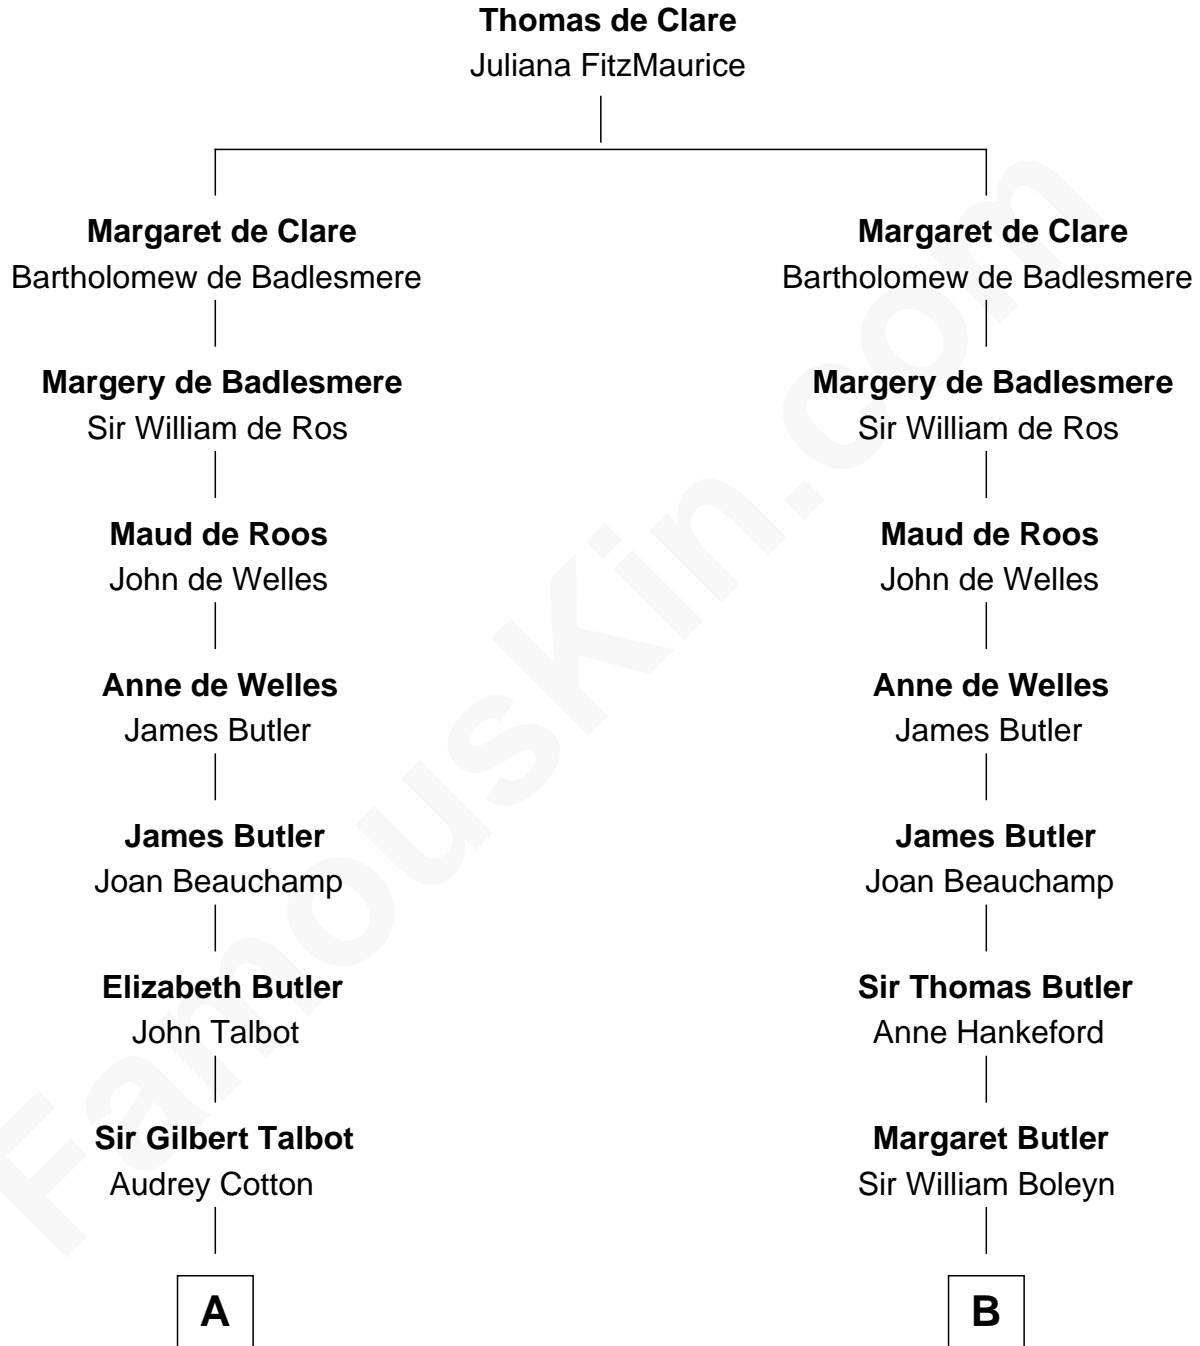 Thomas de Clare
Juliana FitzMaurice
Margaret de Clare
Bartholomew de Badlesmere
Margery de Badlesmere
Sir William de Ros
Maud de Roos
John de Welles
Anne de Welles
James Butler
James Butler
Joan Beauchamp
Elizabeth Butler
John Talbot
Sir Gilbert Talbot
Audrey Cotton
A
Margaret de Clare
Bartholomew de Badlesmere
Margery de Badlesmere
Sir William de Ros
Maud de Roos
John de Welles
Anne de Welles
James Butler
James Butler
Joan Beauchamp
Sir Thomas Butler
Anne Hankeford
Margaret Butler
Sir William Boleyn
B
FamousKin.com